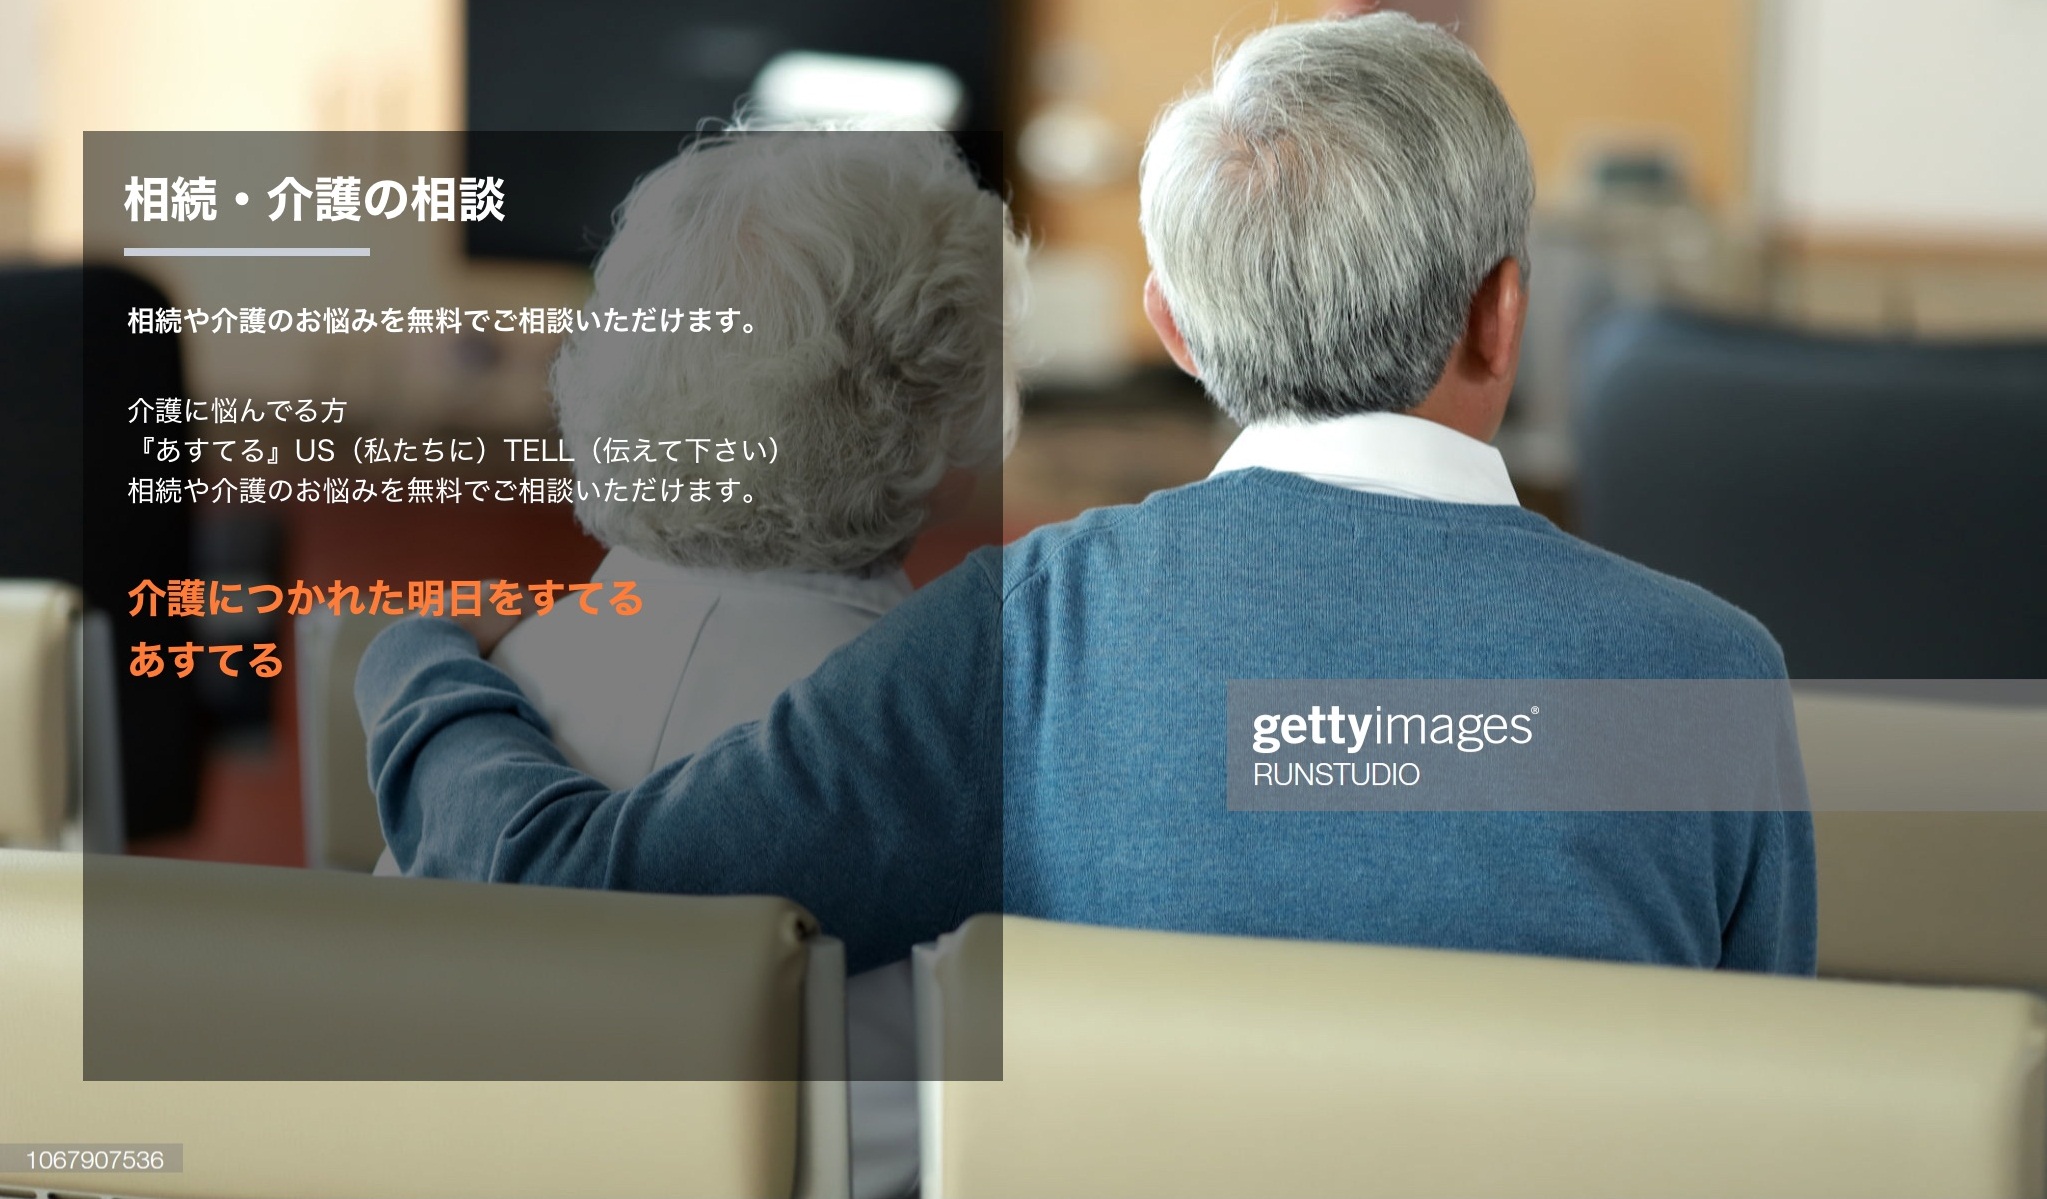 相続・介護の相談
相続や介護のお悩みを無料でご相談いただけます。
介護に悩んでる方
『あすてる』US（私たちに）TELL（伝えて下さい）
相続や介護のお悩みを無料でご相談いただけます。
介護につかれた明日をすてる
あすてる
gettyimages®
RUNSTUDIO
1067907536